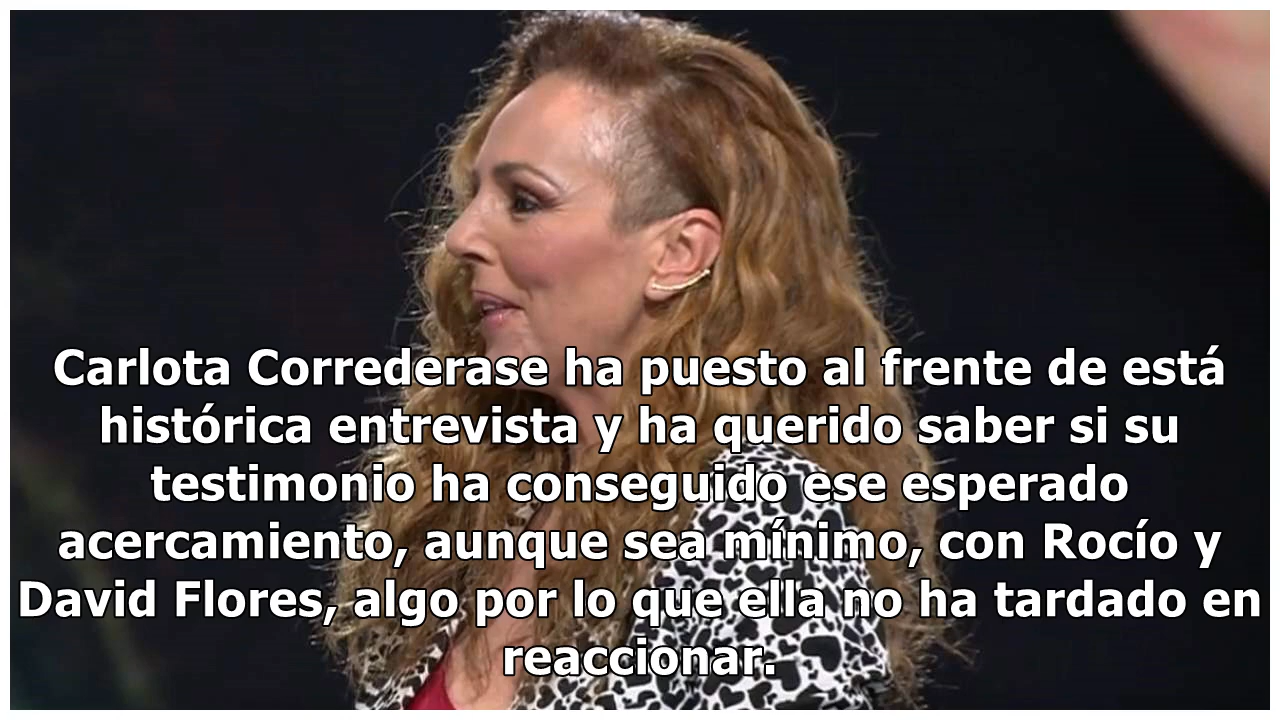 Carlota Correderase ha puesto al frente de está
histórica entrevista y ha querido saber si su
testimonio ha conseguido ese esperado
acercamiento, aunque sea mínimo, con Rocío y
David Flores, algo por lo que ella no ha tardado en
reaccionar.